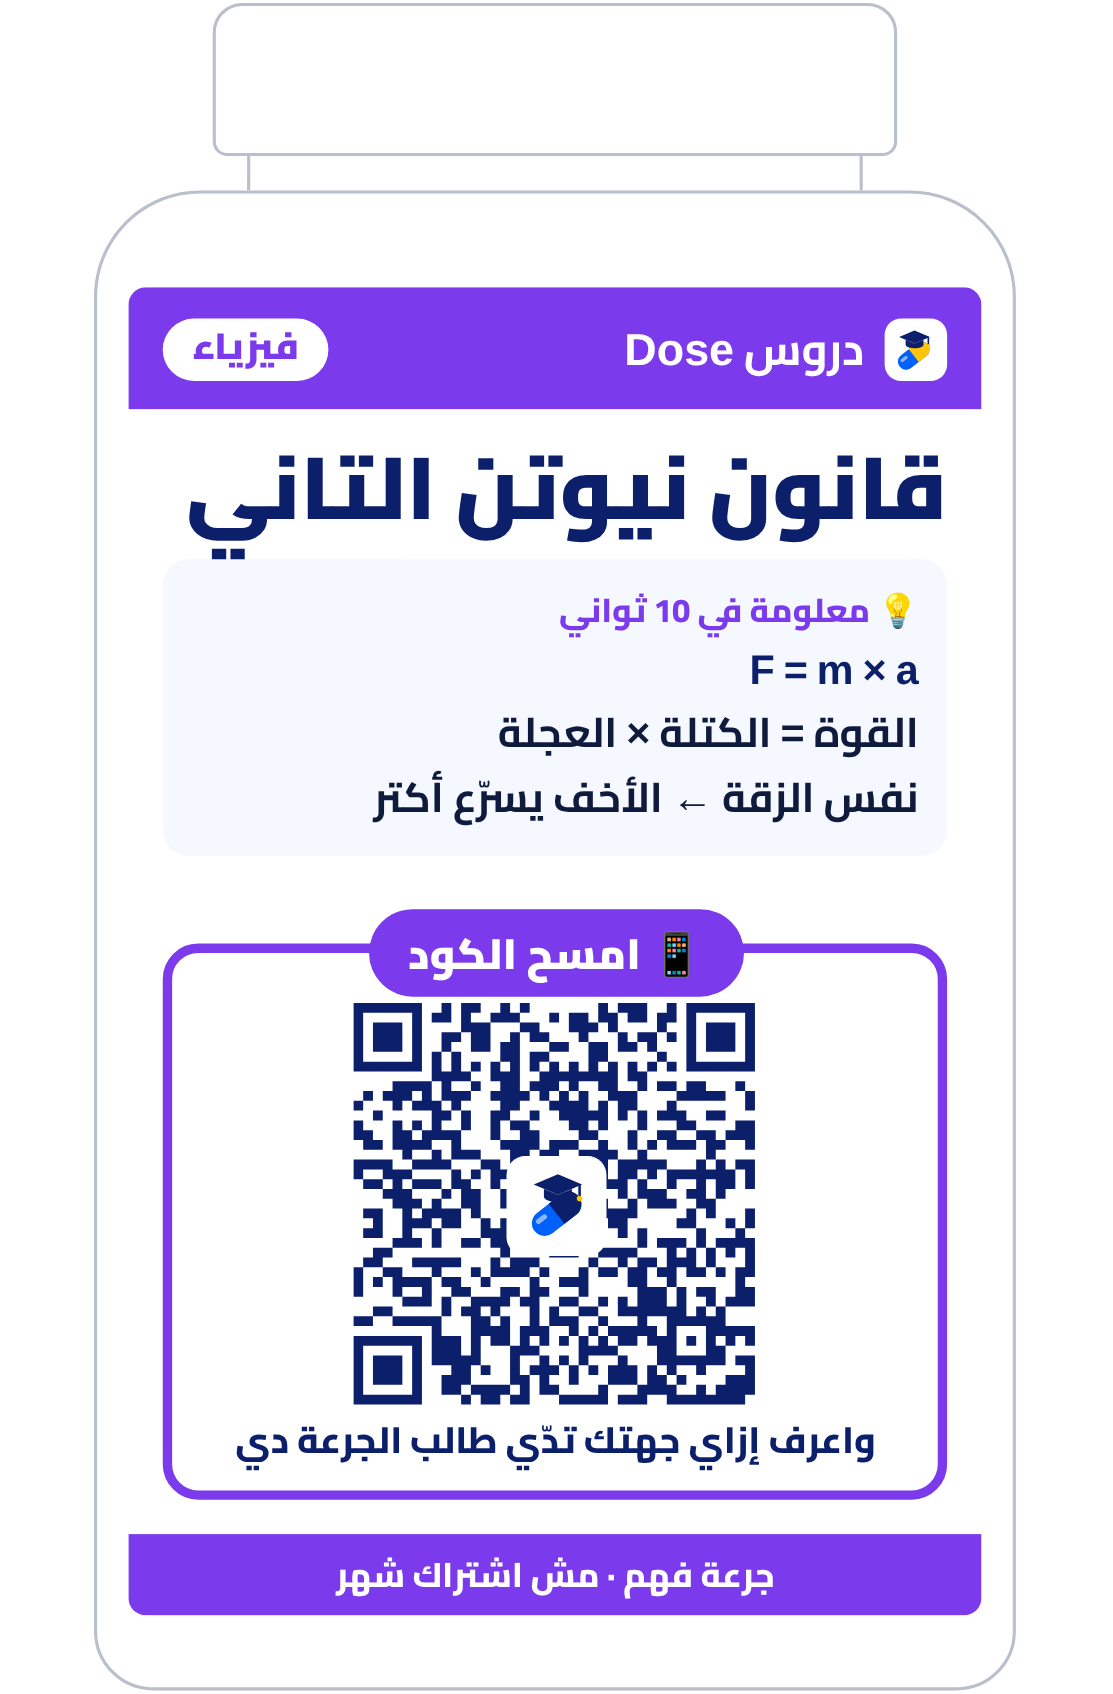 دروس Dose
فيزياء
قانون نيوتن التاني
💡 معلومة في 10 ثواني
F = m × a
القوة = الكتلة × العجلة
نفس الزقة ← الأخف يسرّع أكتر
📱 امسح الكود
واعرف إزاي جهتك تدّي طالب الجرعة دي
جرعة فهم · مش اشتراك شهر